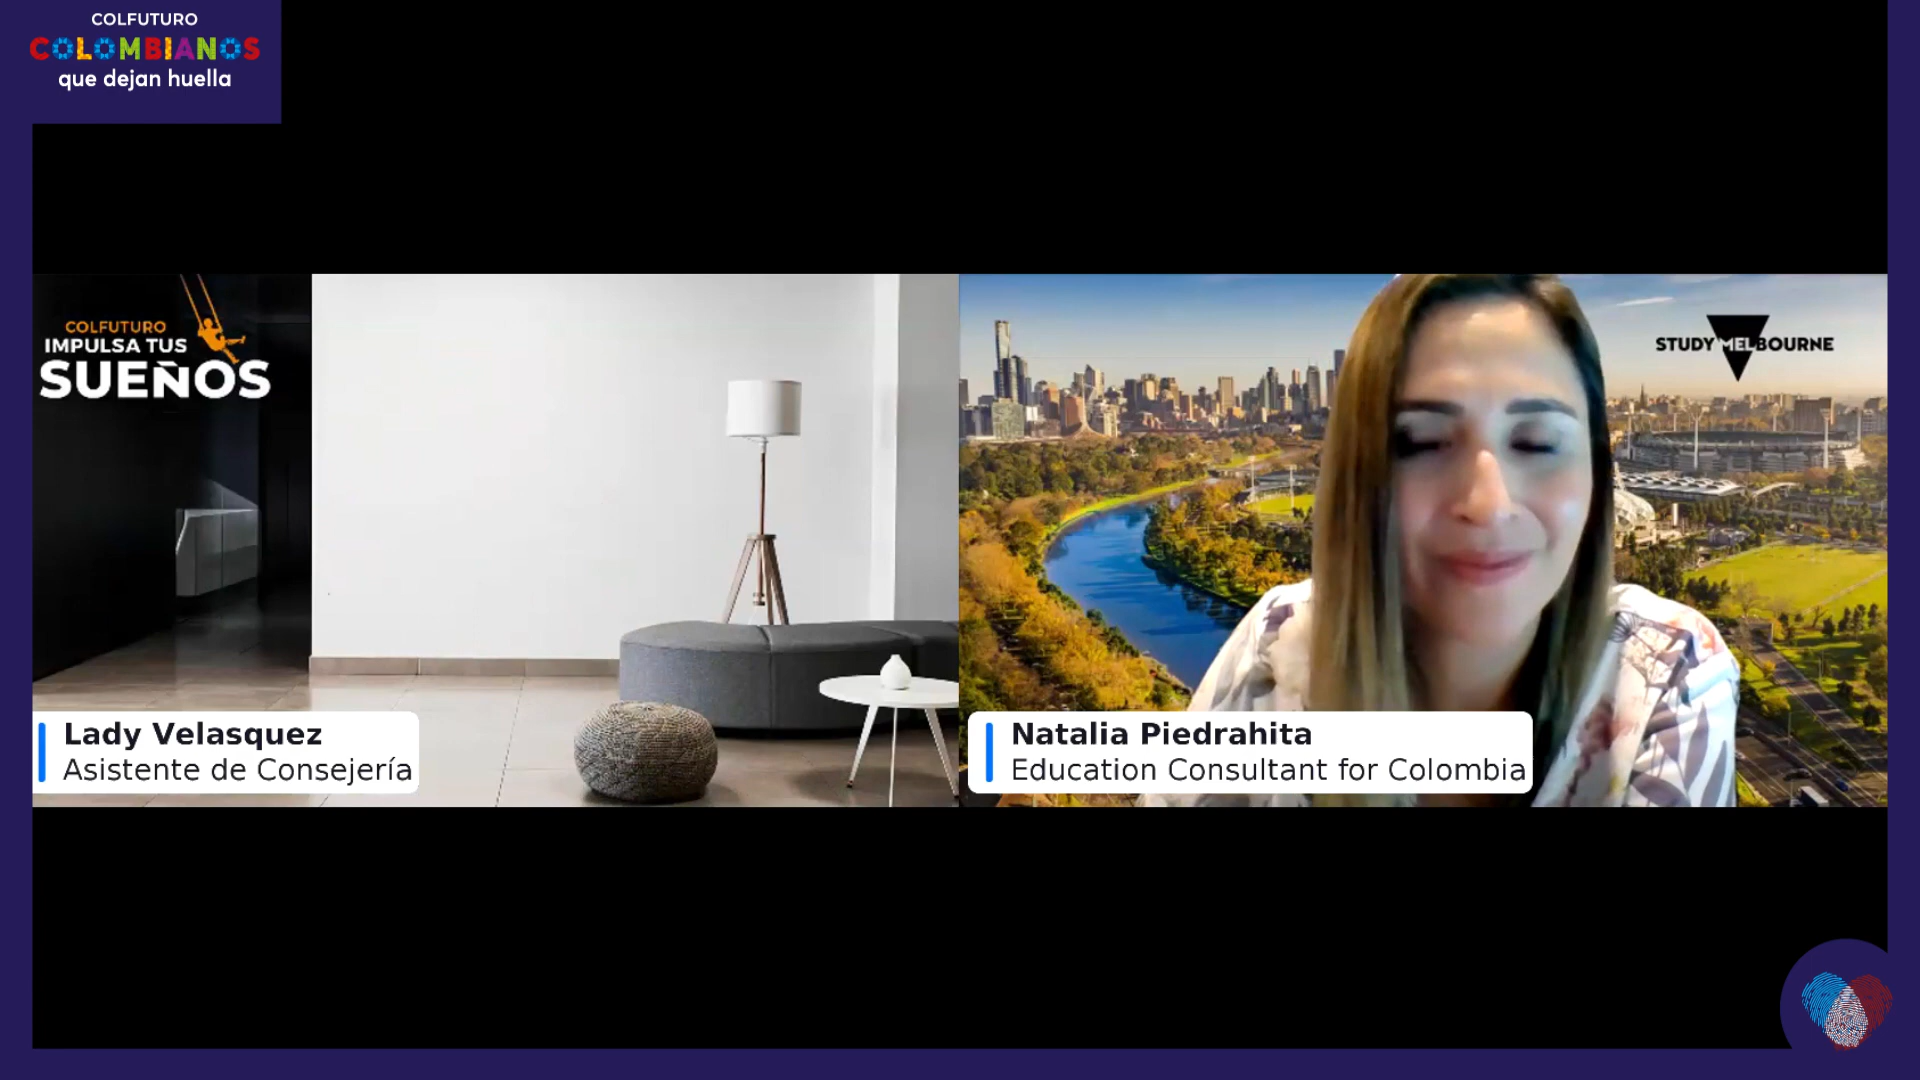 COLFUTURO
COLOMBIANOS
que dejan huella
COLFUTURO
IMPULSA TUS
SUEÑOS
STUDY MELBOURNE
Lady Velasquez
Asistente de Consejería
Natalia Piedrahita
Education Consultant for Colombia